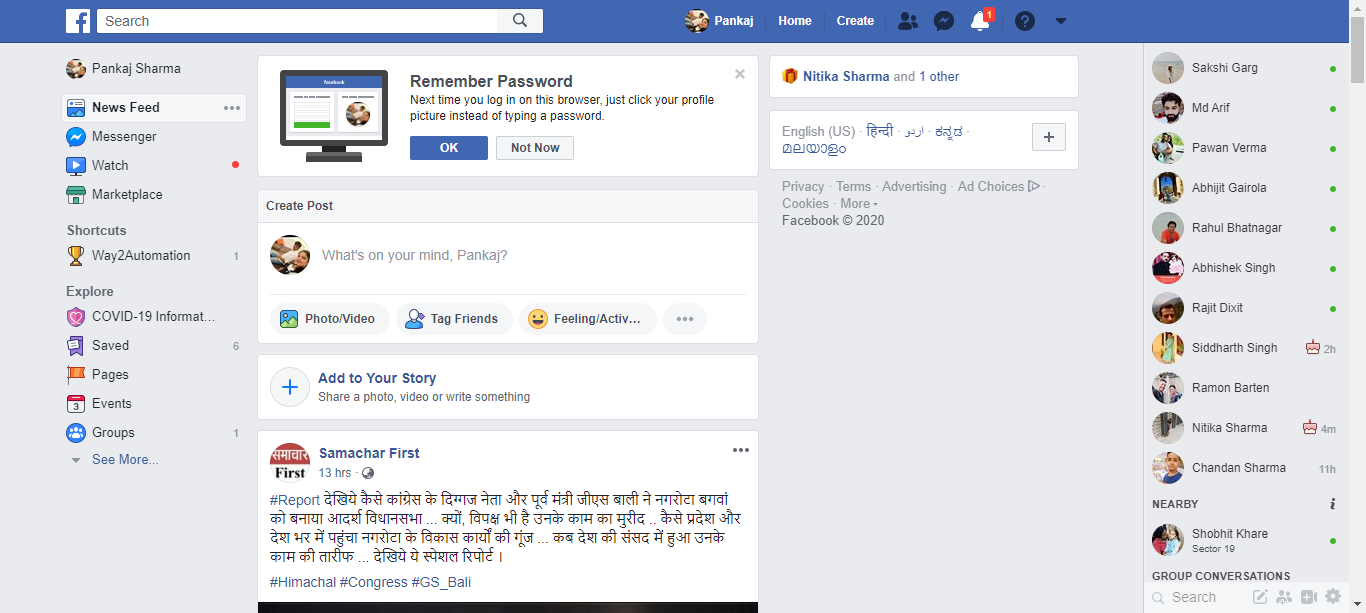 Search
Pankaj
Home
Create
1
Pankaj Sharma
News Feed
Messenger
Watch
Marketplace
Shortcuts
Way2Automation 1
Explore
COVID-19 Informat...
Saved 6
Pages
3
Events
Groups 1
See More...
facebook
Remember Password
Next time you log in on this browser, just click your profile
picture instead of typing a password.
OK
Not Now
Create Post
What's on your mind, Pankaj?
Photo/Video
Tag Friends
Feeling/Activ...
Add to Your Story
Share a photo, video or write something
समाचार
First
Samachar First
13 hrs ·
#Report देखिये कैसे कांग्रेस के दिग्गज नेता और पूर्व मंत्री जीएस बाली ने नगरोटा बगवां
को बनाया आदर्श विधानसभा ... क्यों, विपक्ष भी है उनके काम का मुरीद .. कैसे प्रदेश और
देश भर में पहुंचा नगरोटा के विकास कार्यों की गूंज ... कब देश की संसद में हुआ उनके
काम की तारीफ ... देखिये ये स्पेशल रिपोर्ट ।
#Himachal #Congress #GS_Bali
Nitika Sharma and 1 other
English (US) · हिन्दी · اردو · ಕನ್ನಡ ·
മലയാളം
Privacy · Terms · Advertising · Ad Choices ·
Cookies · More
Facebook © 2020
Sakshi Garg
Md Arif
Pawan Verma
Abhijit Gairola
Rahul Bhatnagar
Abhishek Singh
Rajit Dixit
Siddharth Singh 2h
Ramon Barten
Nitika Sharma 4m
Chandan Sharma 11h
NEARBY
Shobhit Khare
Sector 19
GROUP CONVERSATIONS
Search